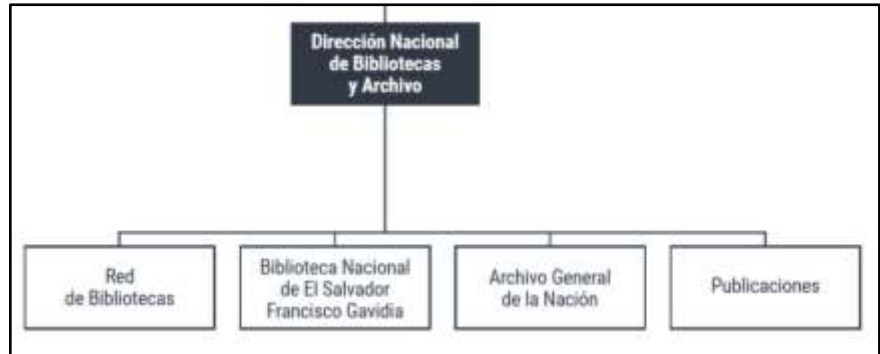 Dirección Nacional
de Bibliotecas
y Archivo
Red
de Bibliotecas
Biblioteca Nacional
de El Salvador
Francisco Gavidia
Archivo General
de la Nación
Publicaciones